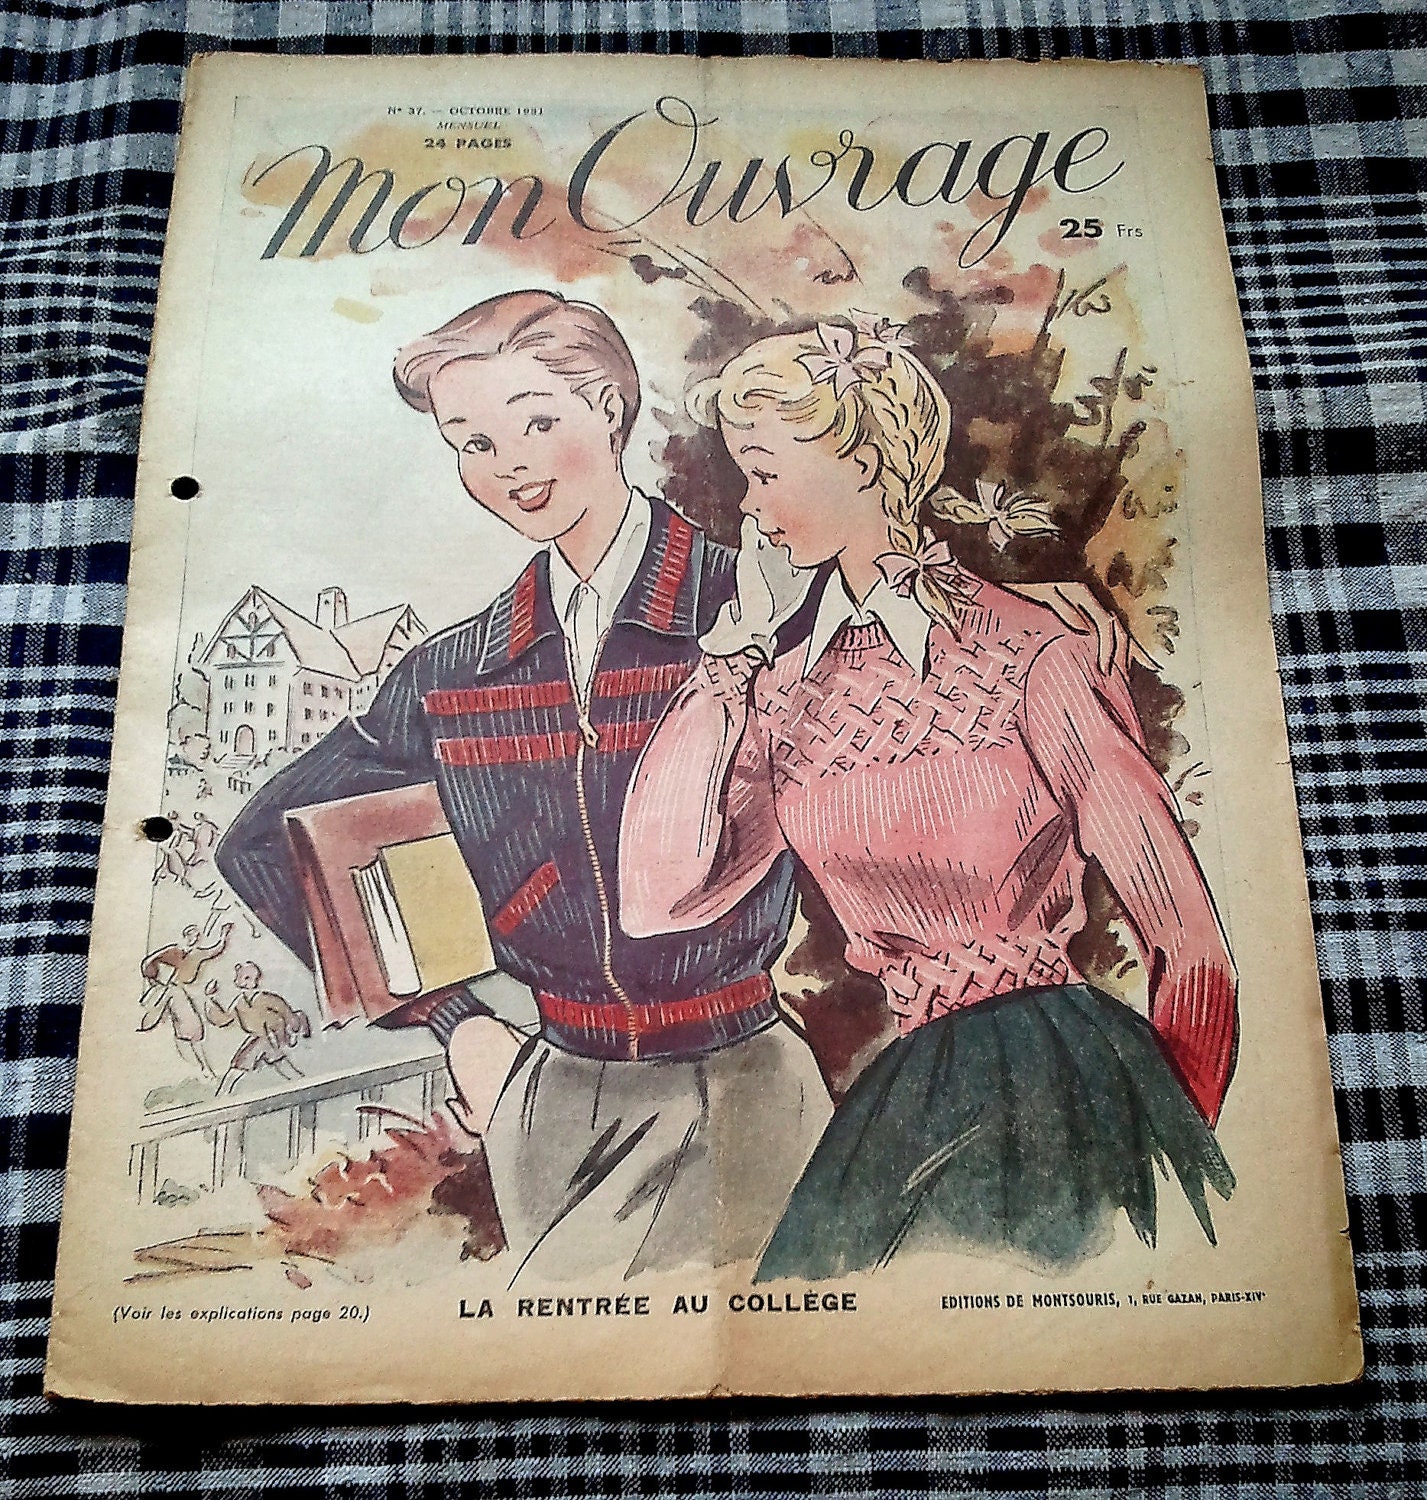 N° 37. — OCTOBRE 1951
MENSUEL
24 PAGES
Mon Ouvrage
25 Frs
(Voir les explications page 20.)
LA RENTRÉE AU COLLÈGE
EDITIONS DE MONTSOURIS, 1, RUE GAZAN, PARIS-XIVᵉ